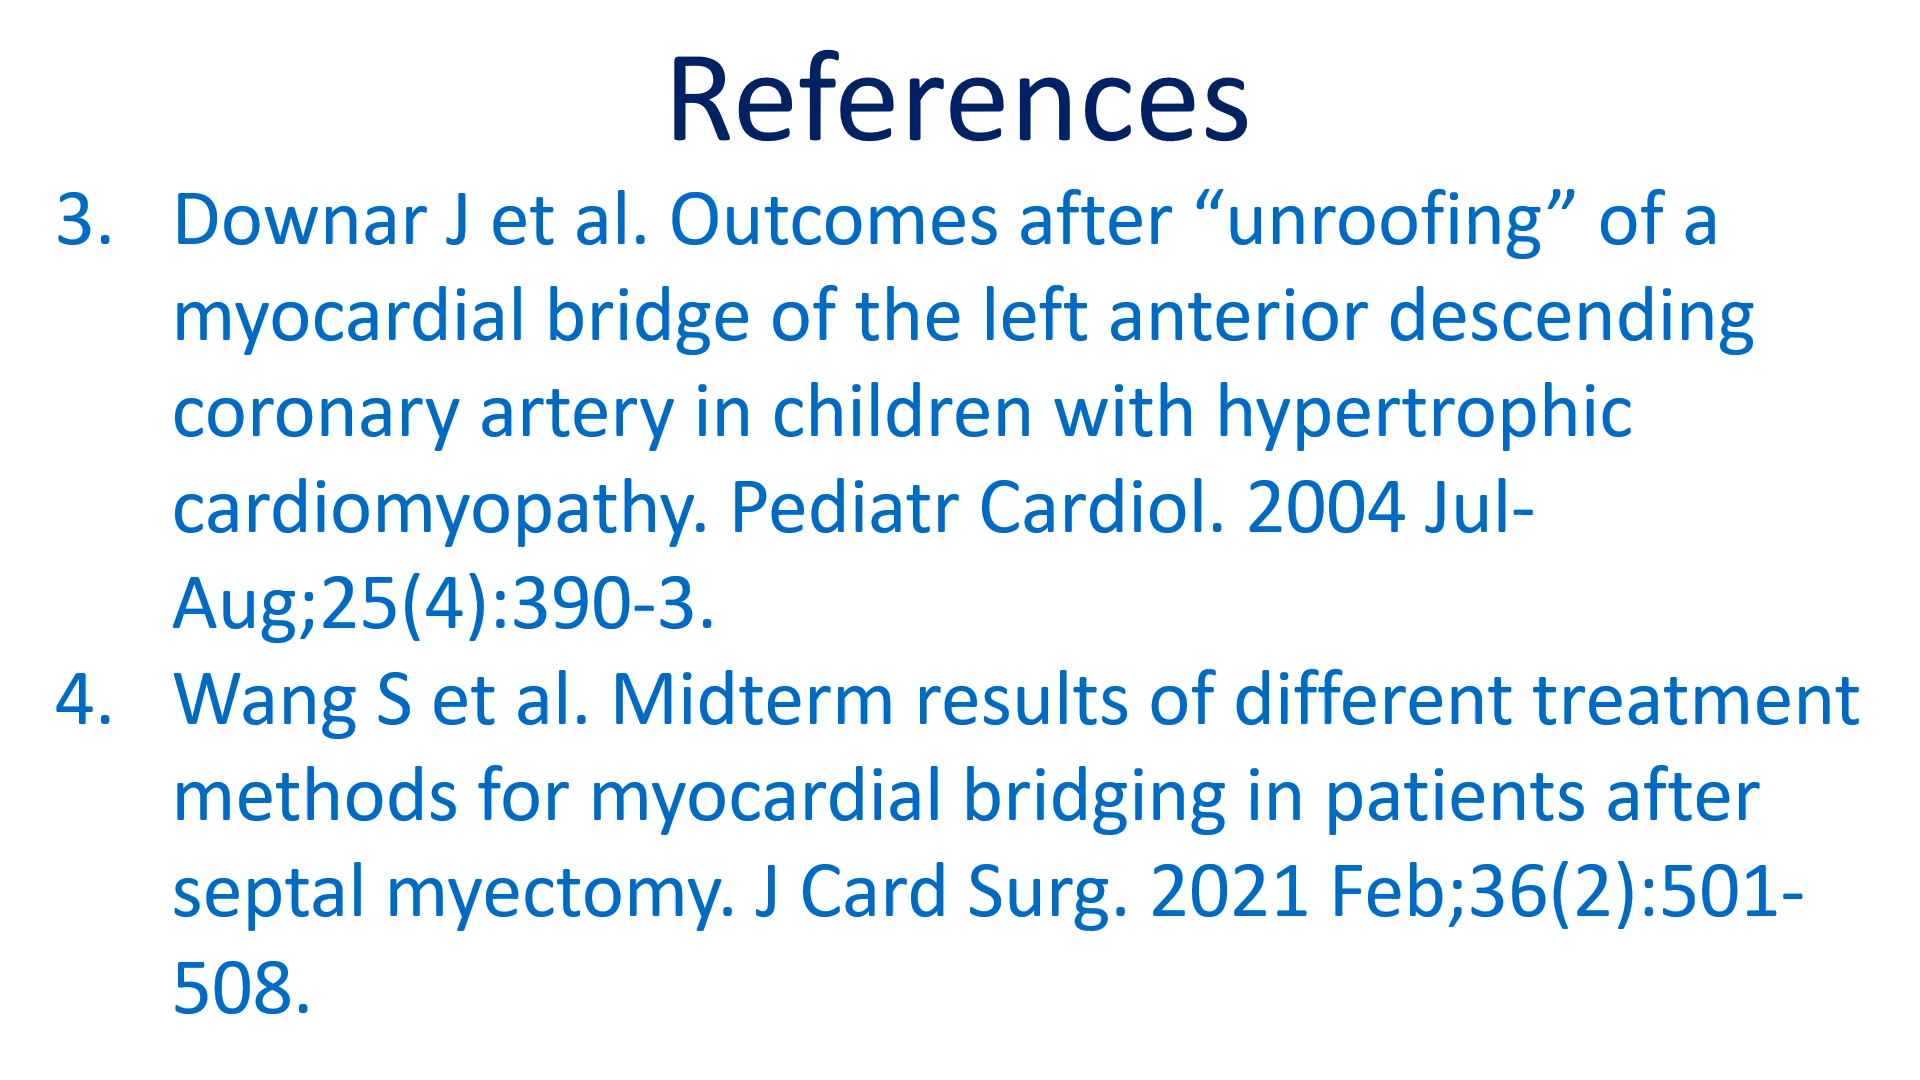 References
3. Downar J et al. Outcomes after “unroofing” of a
myocardial bridge of the left anterior descending
coronary artery in children with hypertrophic
cardiomyopathy. Pediatr Cardiol. 2004 Jul-
Aug;25(4):390-3.
4. Wang S et al. Midterm results of different treatment
methods for myocardial bridging in patients after
septal myectomy. J Card Surg. 2021 Feb;36(2):501-
508.